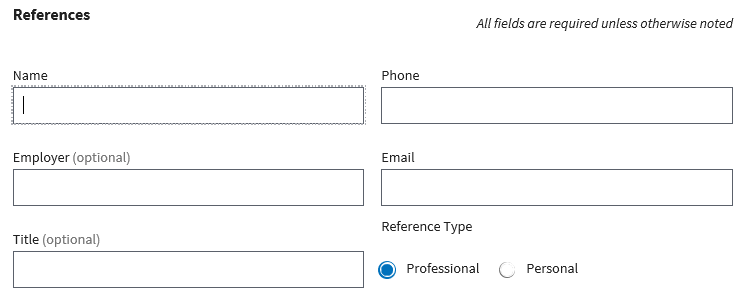 References
All fields are required unless otherwise noted
Name
Phone
Employer (optional)
Email
Title (optional)
Reference Type
Professional
Personal